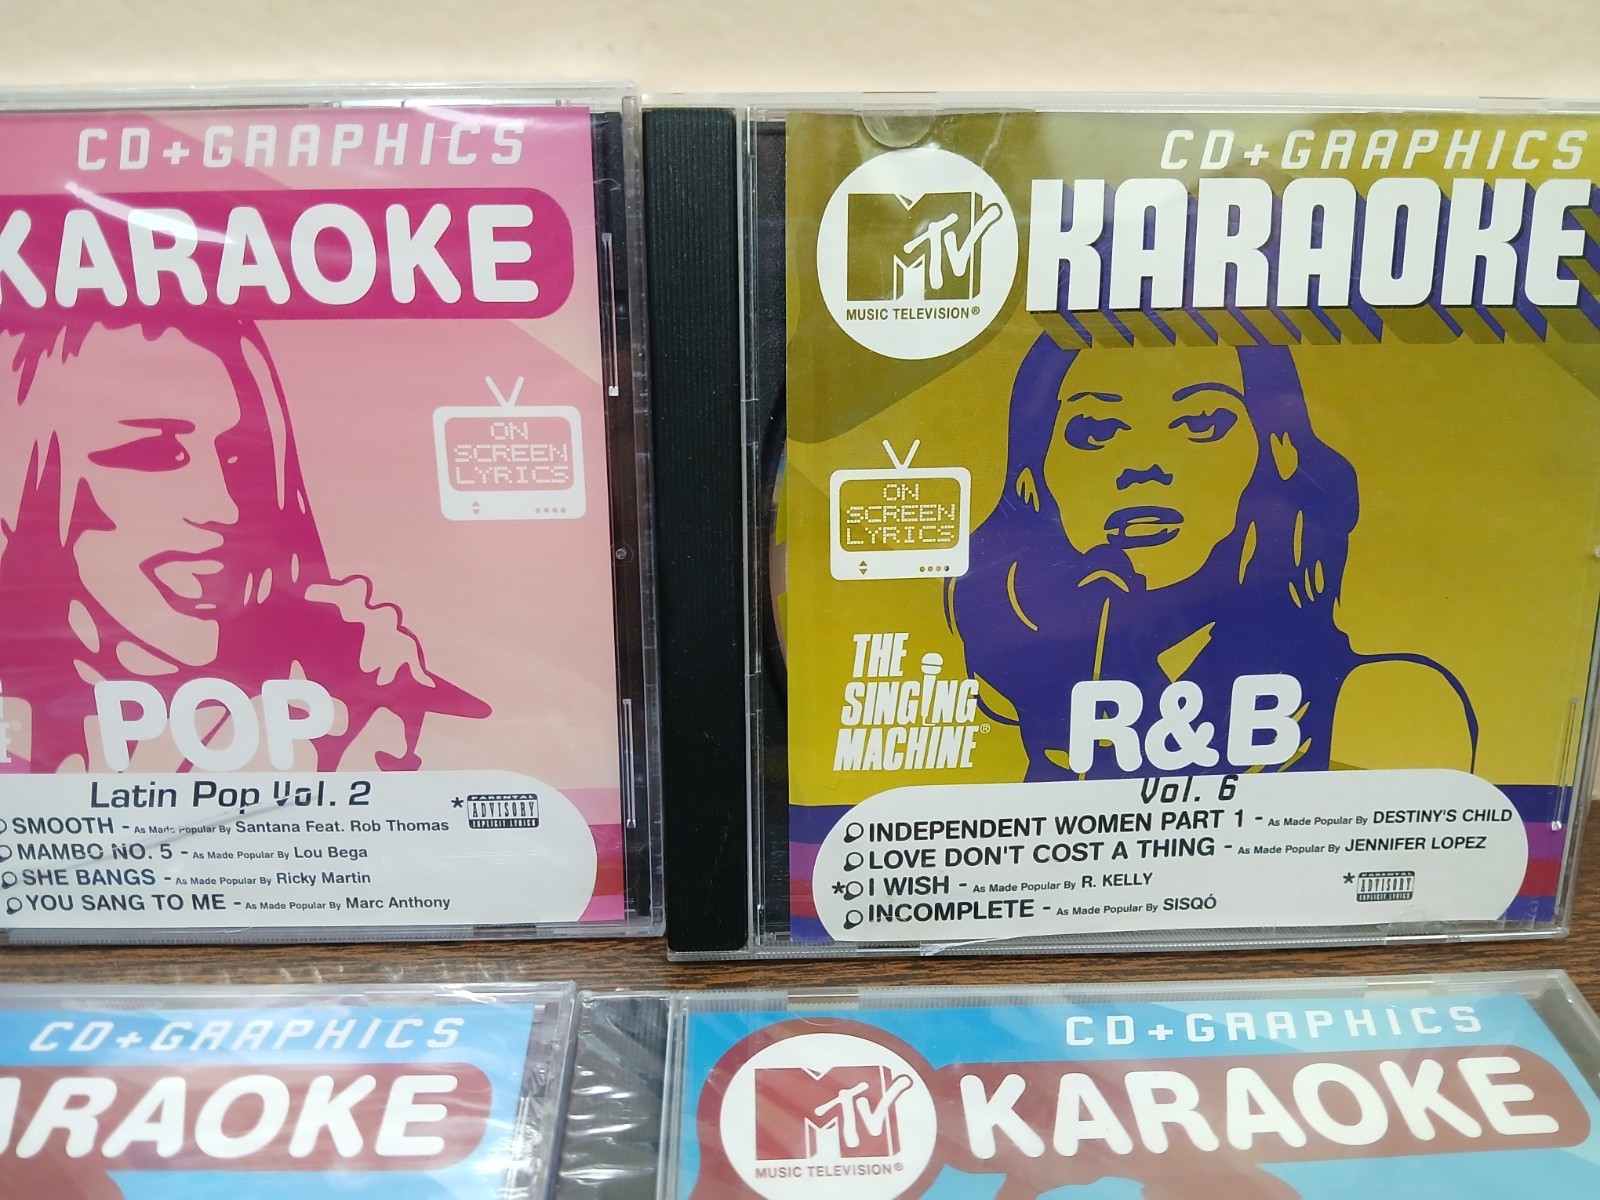 CD+GRAPHICS
KARAOKE
ON
SCREEN
LYRICS
POP
Latin Pop Vol. 2
SMOOTH - As Made Popular By Santana Feat. Rob Thomas
MAMBO NO. 5 - As Made Popular By Lou Bega
SHE BANGS - As Made Popular By Ricky Martin
YOU SANG TO ME - As Made Popular By Marc Anthony
* PARENTAL
ADVISORY
EXPLICIT LYRICS
CD+GRAPHICS
MTV
MUSIC TELEVISION®
KARAOKE
ON
SCREEN
LYRICS
THE
SINGING
MACHINE®
R&B
Vol. 6
INDEPENDENT WOMEN PART 1 - As Made Popular By DESTINY'S CHILD
LOVE DON'T COST A THING - As Made Popular By JENNIFER LOPEZ
*I WISH - As Made Popular By R. KELLY
INCOMPLETE - As Made Popular By SISQÓ
* PARENTAL
ADVISORY
EXPLICIT LYRICS
CD+GRAPHICS
ARAOKE
CD+GRAPHICS
MTV
MUSIC TELEVISION®
KARAOKE